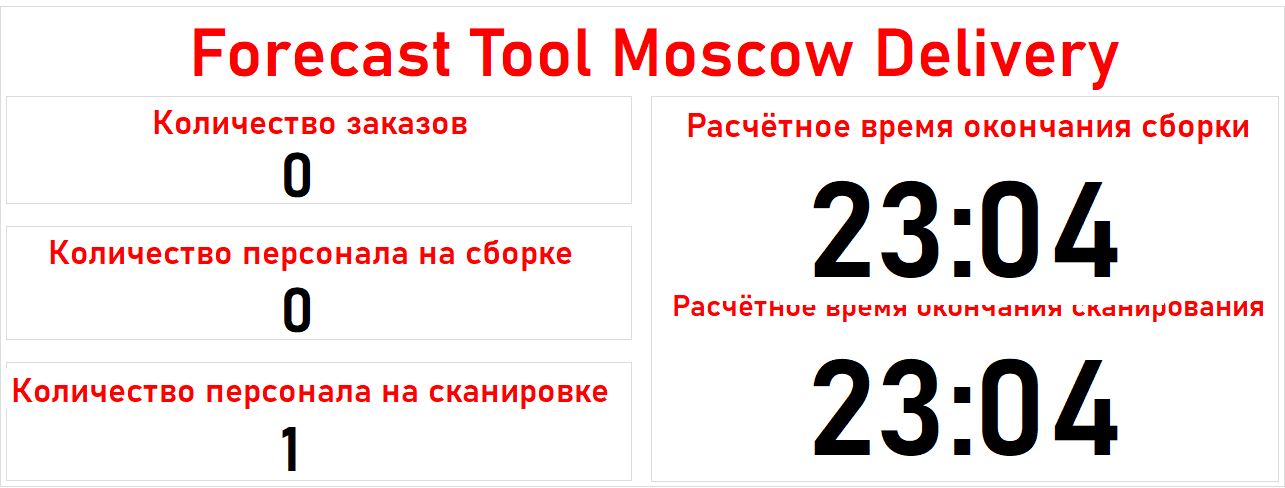 Forecast Tool Moscow Delivery
Количество заказов
0
Количество персонала на сборке
0
Количество персонала на сканировке
1
Расчётное время окончания сборки
23:04
Расчётное время окончания сканирования
23:04